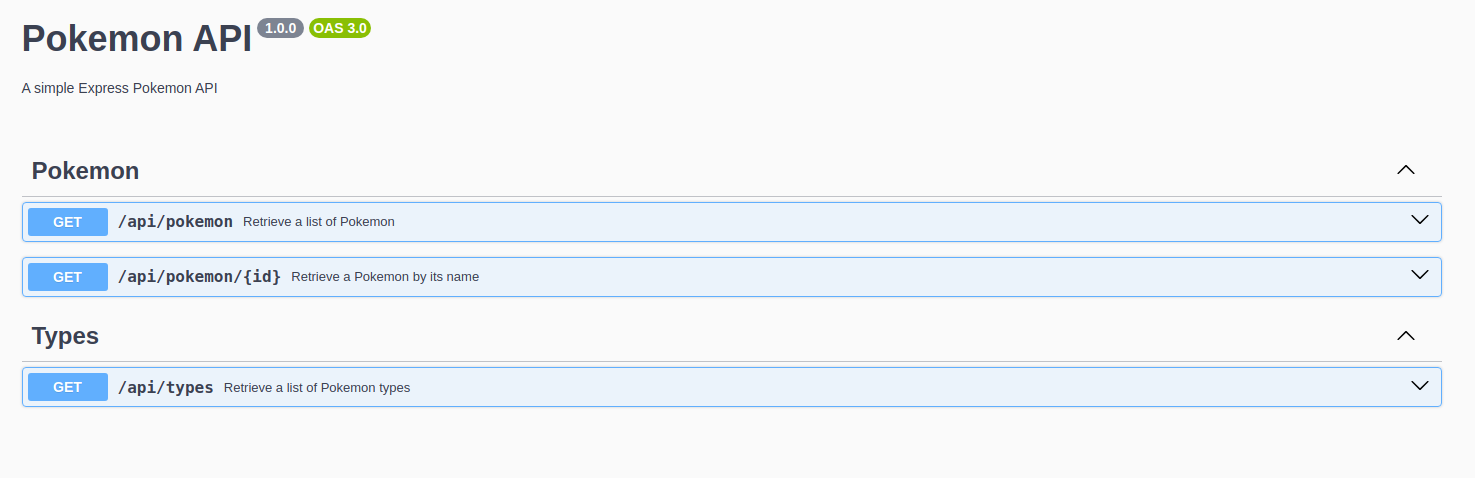 Pokemon API 1.0.0 OAS 3.0
A simple Express Pokemon API
Pokemon
GET /api/pokemon Retrieve a list of Pokemon
GET /api/pokemon/{id} Retrieve a Pokemon by its name
Types
GET /api/types Retrieve a list of Pokemon types